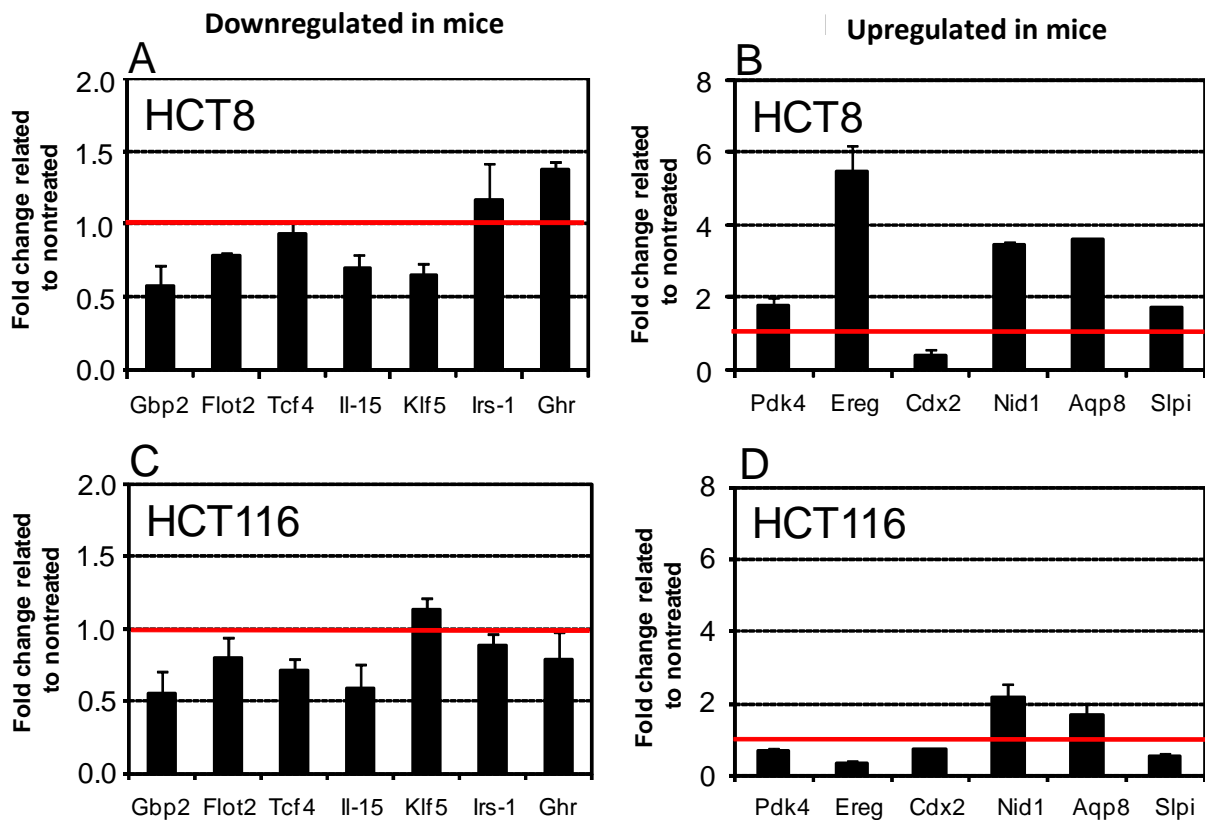 Downregulated in mice
Upregulated in mice
A
HCT8
Fold change related
to nontreated
2.0
1.5
1.0
0.5
0.0
Gbp2 Flot2 Tcf4 Il-15 Klf5 Irs-1 Ghr
B
HCT8
Fold change related
to nontreated
8
6
4
2
0
Pdk4 Ereg Cdx2 Nid1 Aqp8 Slpi
C
HCT116
Fold change related
to nontreated
2.0
1.5
1.0
0.5
0.0
Gbp2 Flot2 Tcf4 Il-15 Klf5 Irs-1 Ghr
D
HCT116
Fold change related
to nontreated
8
6
4
2
0
Pdk4 Ereg Cdx2 Nid1 Aqp8 Slpi